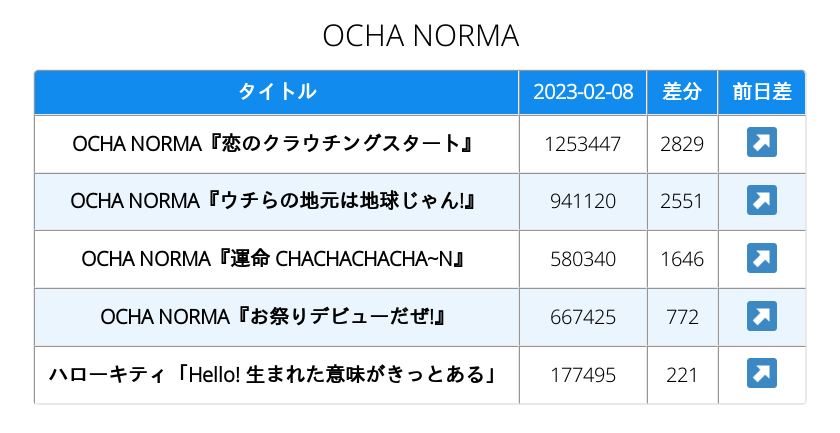 OCHA NORMA
タイトル 2023-02-08 差分 前日差
OCHA NORMA『恋のクラウチングスタート』 1253447 2829
OCHA NORMA『ウチらの地元は地球じゃん!』 941120 2551
OCHA NORMA『運命 CHACHACHACHA~N』 580340 1646
OCHA NORMA『お祭りデビューだぜ!』 667425 772
ハローキティ「Hello! 生まれた意味がきっとある」 177495 221